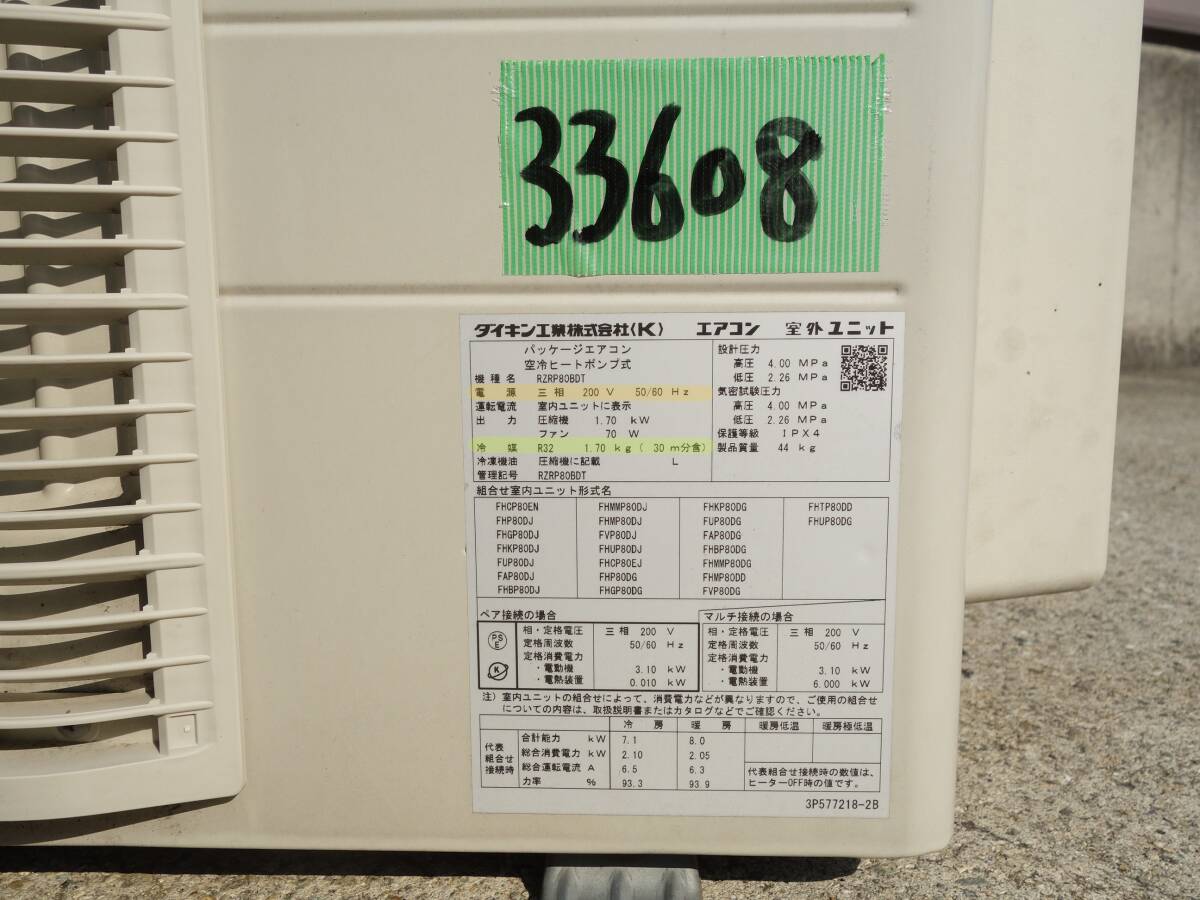 33608
ダイキン工業株式会社(K) エアコン 室外ユニット
パッケージエアコン
空冷ヒートポンプ式
機種名 RZRP80BDT
電源 三相 200 V 50/60 Hz
運転電流 室内ユニットに表示
出力 圧縮機 1.70 kW
ファン 70 W
冷媒 R32 1.70 kg ( 30 m分含)
冷凍機油 圧縮機に記載 L
管理記号 RZRP80BDT
設計圧力
高圧 4.00 MPa
低圧 2.26 MPa
気密試験圧力
高圧 4.00 MPa
低圧 2.26 MPa
保護等級 IPX4
製品質量 44 kg
組合せ室内ユニット形式名
FHCP80EN FHMMP80DJ FHKP80DG FHTP80DD
FHP80DJ FHMP80DJ FUP80DG FHUP80DG
FHGP80DJ FVP80DJ FAP80DG
FHKP80DJ FHUP80DJ FHBP80DG
FUP80DJ FHCP80EJ FHMMP80DG
FAP80DJ FHP80DG FHMP80DD
FHBP80DJ FHGP80DG FVP80DG
ペア接続の場合
PS
E
K
相・定格電圧 三相 200 V
定格周波数 50/60 Hz
定格消費電力
・電動機 3.10 kW
・電熱装置 0.010 kW
マルチ接続の場合
相・定格電圧 三相 200 V
定格周波数 50/60 Hz
定格消費電力
・電動機 3.10 kW
・電熱装置 6.000 kW
注) 室内ユニットの組合せによって、消費電力などが異なりますので、ご使用の組合せ
についての内容は、取扱説明書またはカタログなどでご確認ください。
冷房 暖房 暖房低温 暖房極低温
代表
組合せ
接続時
合計能力 kW 7.1 8.0
総合消費電力 kW 2.10 2.05
総合運転電流 A 6.5 6.3
力率 % 93.3 93.9
代表組合せ接続時の数値は、
ヒーターOFF時の値です。
3P577218-2B